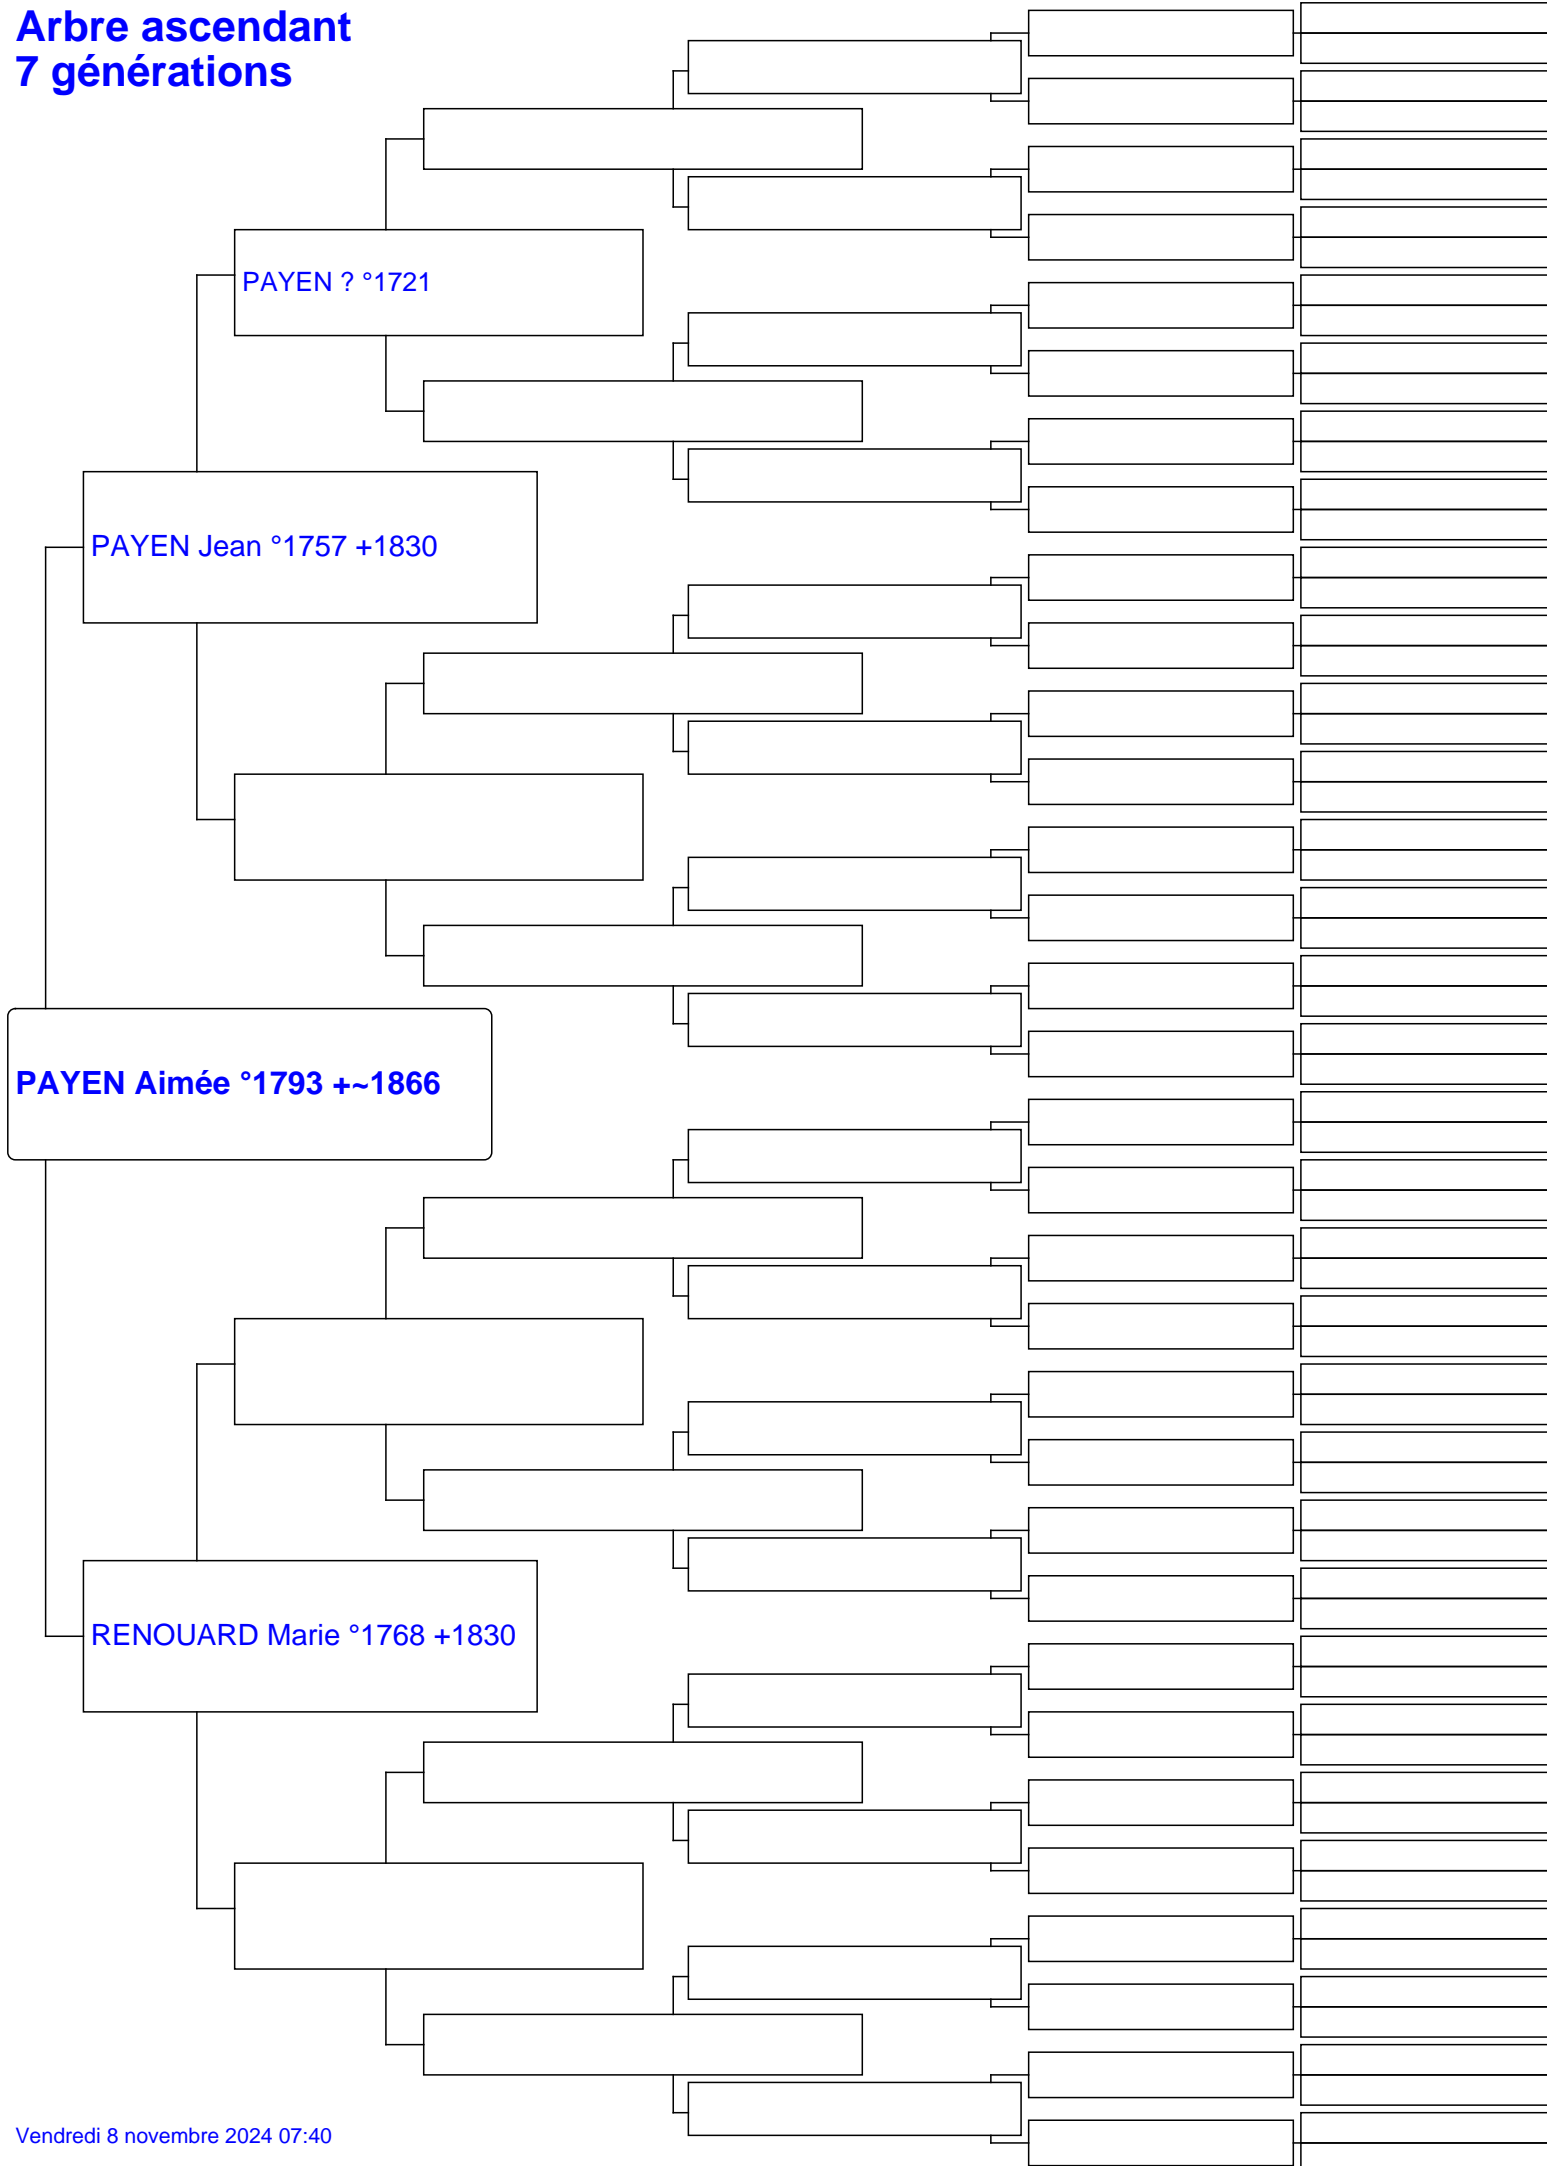 Arbre ascendant
7 générations
PAYEN ? °1721
PAYEN Jean °1757 +1830
PAYEN Aimée °1793 +~1866
RENOUARD Marie °1768 +1830
Vendredi 8 novembre 2024 07:40